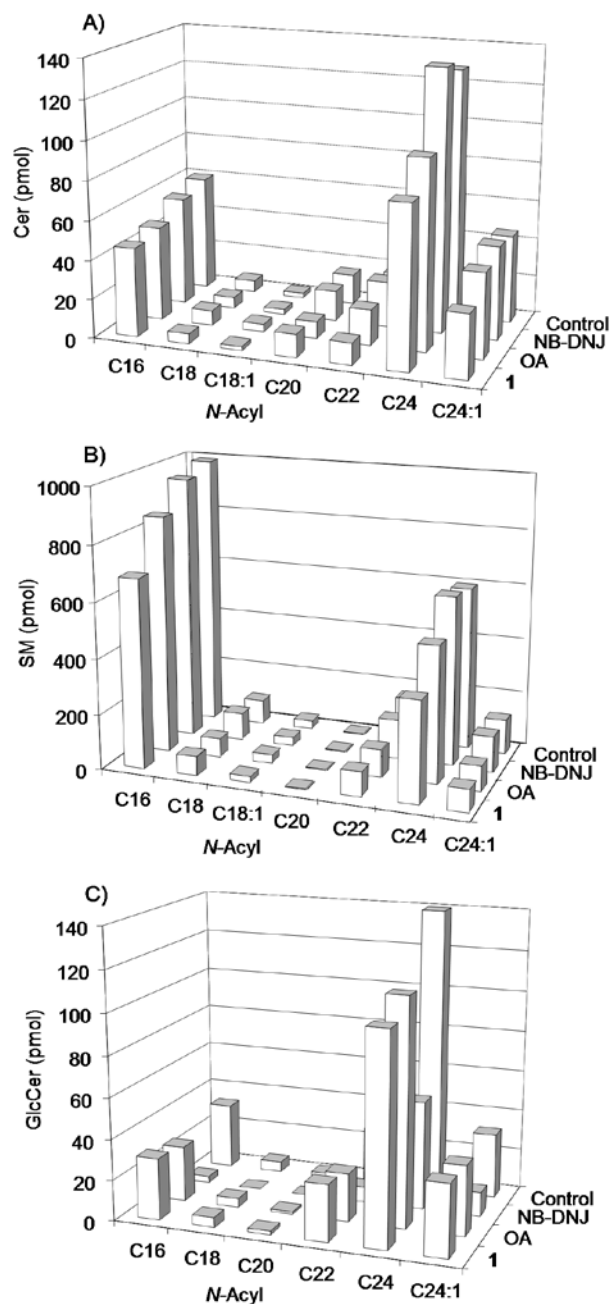 A)
140
120
100
80
60
40
20
0
Cer (pmol)
C16
C18
C18:1
C20
C22
C24
C24:1
N-Acyl
Control
NB-DNJ
OA
1
B)
1000
800
600
400
200
0
SM (pmol)
C16
C18
C18:1
C20
C22
C24
C24:1
N-Acyl
Control
NB-DNJ
OA
1
C)
140
120
100
80
60
40
20
0
GlcCer (pmol)
C16
C18
C20
C22
C24
C24:1
N-Acyl
Control
NB-DNJ
OA
1